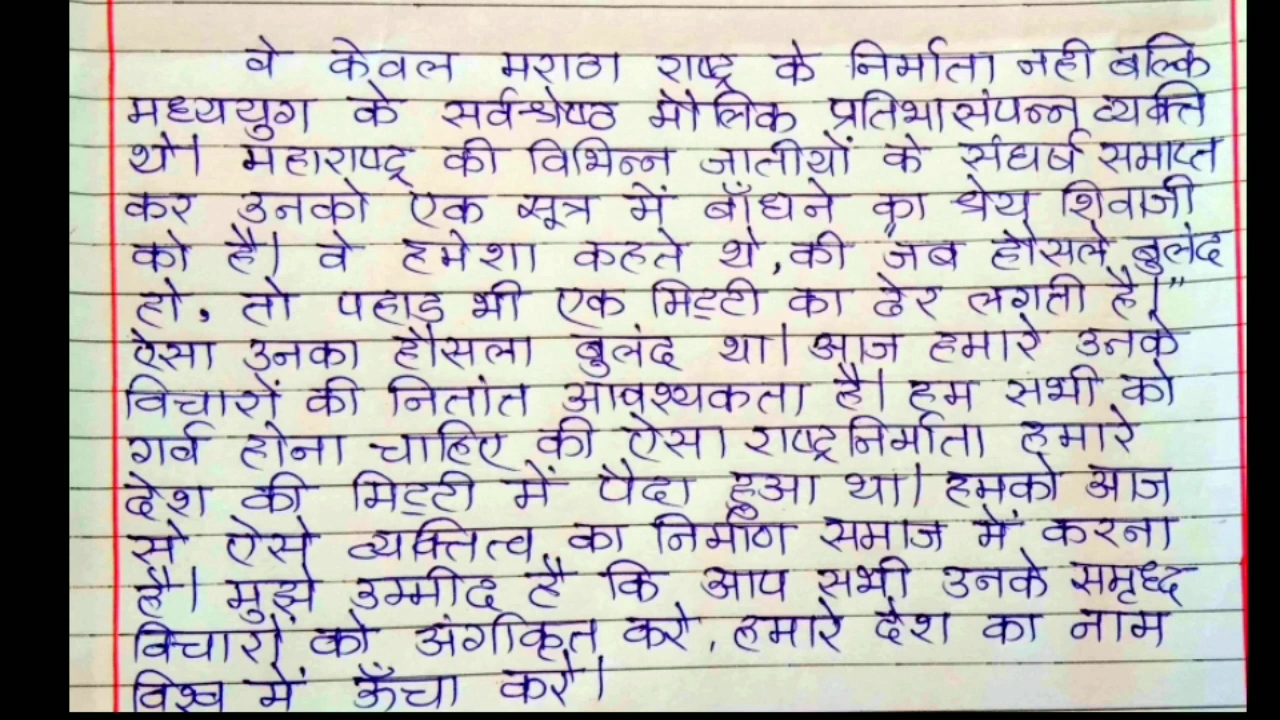 वे केवल मराठा राष्ट्र के निर्माता नही बल्कि
मध्ययुग के सर्वश्रेष्ठ मौलिक प्रतिभासंपन्न व्यक्ति
थे। महाराष्ट्र की विभिन्न जातीयों के संघर्ष समाप्त
कर उनको एक सूत्र में बाँधने का श्रेय शिवाजी
को है। वे हमेशा कहते थे, की "जब हौसले बुलंद
हो, तो पहाड़ भी एक मिट्टी का ढेर लगती है।"
ऐसा उनका हौसला बुलंद था। आज हमारे उनके
विचारों की नितांत आवश्यकता है। हम सभी को
गर्व होना चाहिए की ऐसा राष्ट्रनिर्माता हमारे
देश की मिट्टी में पैदा हुआ था। हमको आज
से ऐसे व्यक्तित्व का निर्माण समाज में करना
है। मुझे उम्मीद है कि आप सभी उनके समृध्द
विचारों को अंगीकृत करे, हमारे देश का नाम
विश्व में ऊँचा करे।